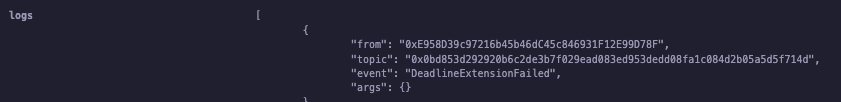 logs [
{
"from": "0xE958D39c97216b45b46dC45c846931F12E99D78F",
"topic": "0x0bd853d292920b6c2de3b7f029ead083ed953dedd08fa1c084d2b05a5d5f714d",
"event": "DeadlineExtensionFailed",
"args": {}
}